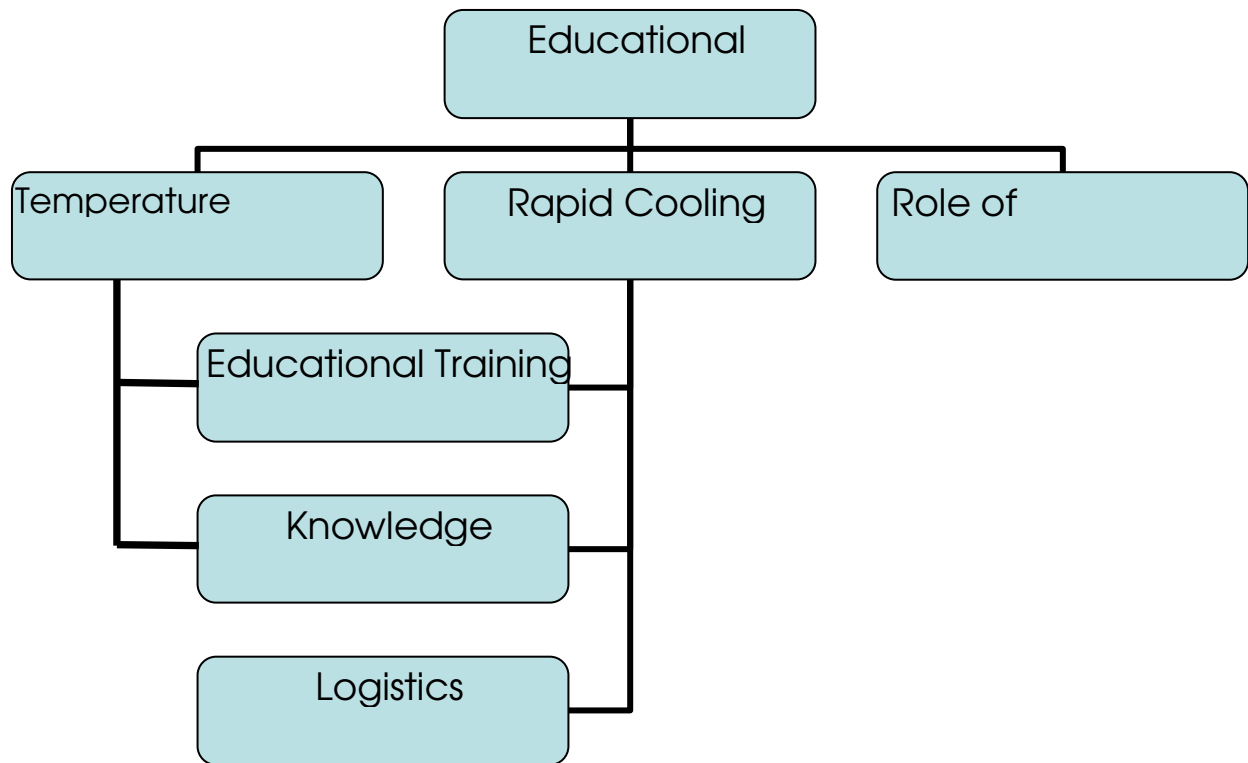 Educational
Temperature
Rapid Cooling
Role of
Educational Training
Knowledge
Logistics